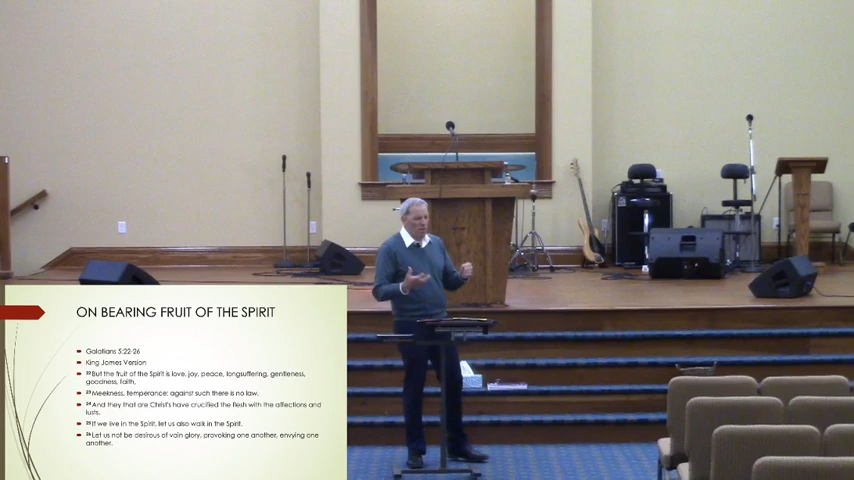 ON BEARING FRUIT OF THE SPIRIT
Galatians 5:22-26
King James Version
22 But the fruit of the Spirit is love, joy, peace, longsuffering, gentleness,
goodness, faith,
23 Meekness, temperance: against such there is no law.
24 And they that are Christ's have crucified the flesh with the affections and
lusts.
25 If we live in the Spirit, let us also walk in the Spirit.
26 Let us not be desirous of vain glory, provoking one another, envying one
another.